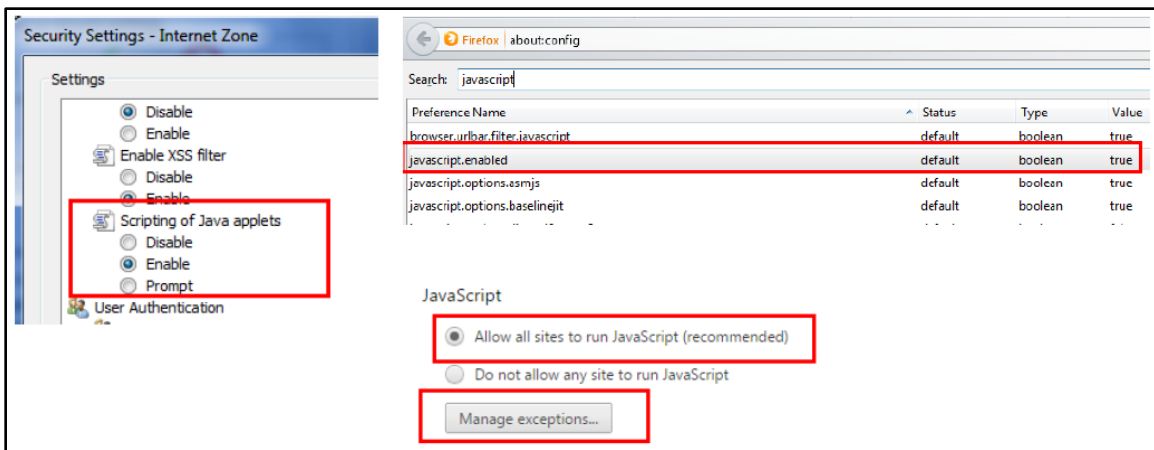 Security Settings - Internet Zone
Settings
Disable
Enable
Enable XSS filter
Disable
Enable
Scripting of Java applets
Disable
Enable
Prompt
User Authentication
Firefox about:config
Search: javascript
Preference Name Status Type Value
browser.urlbar.filter.javascript default boolean true
javascript.enabled default boolean true
javascript.options.asmjs default boolean true
javascript.options.baselinejit default boolean true
JavaScript
Allow all sites to run JavaScript (recommended)
Do not allow any site to run JavaScript
Manage exceptions...